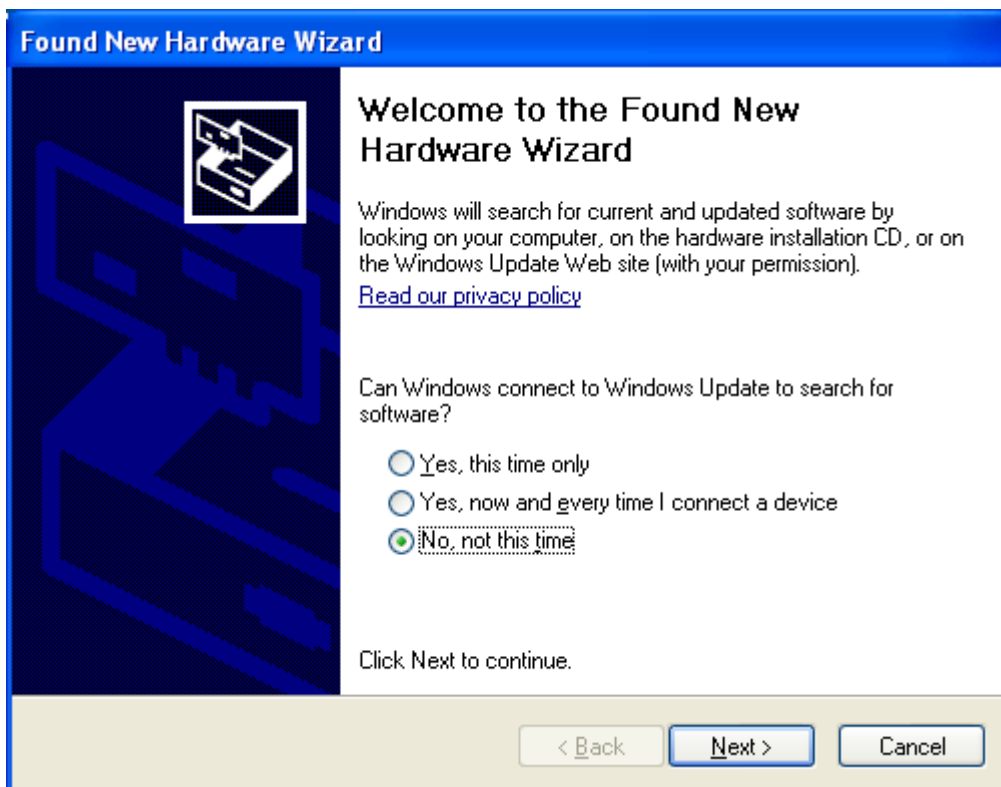 Found New Hardware Wizard
Welcome to the Found New
Hardware Wizard
Windows will search for current and updated software by
looking on your computer, on the hardware installation CD, or on
the Windows Update Web site (with your permission).
Read our privacy policy
Can Windows connect to Windows Update to search for
software?
Yes, this time only
Yes, now and every time I connect a device
No, not this time
Click Next to continue.
< Back
Next >
Cancel